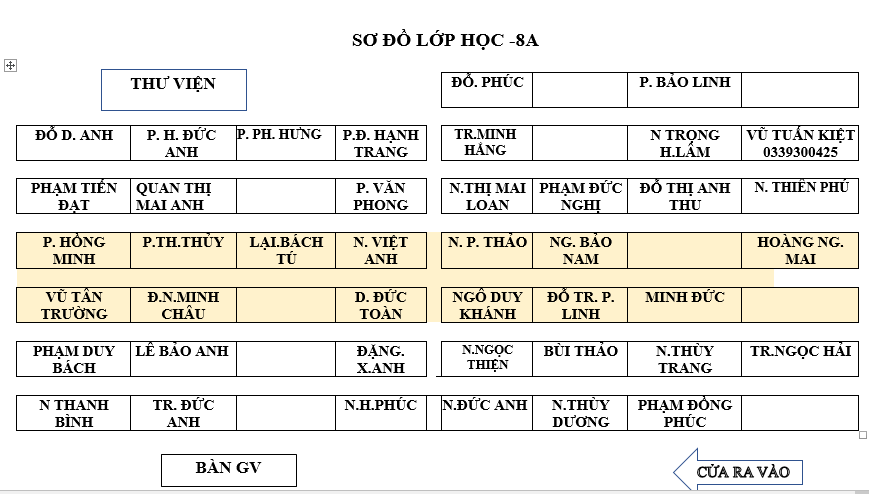 SƠ ĐỒ LỚP HỌC -8A
THƯ VIỆN
ĐỖ. PHÚC
P. BẢO LINH
ĐỖ D. ANH
P. H. ĐỨC
ANH
P. PH. HƯNG
P.Đ. HẠNH
TRANG
TR.MINH
HẰNG
N TRỌNG
H.LÂM
VŨ TUẤN KIỆT
0339300425
PHẠM TIẾN
ĐẠT
QUAN THỊ
MAI ANH
P. VĂN
PHONG
N.THỊ MAI
LOAN
PHẠM ĐỨC
NGHỊ
ĐỖ THỊ ANH
THU
N. THIÊN PHÚ
P. HỒNG
MINH
P.TH.THỦY
LẠI.BÁCH
TÚ
N. VIỆT
ANH
N. P. THẢO
NG. BẢO
NAM
HOÀNG NG.
MAI
VŨ TÂN
TRƯỜNG
Đ.N.MINH
CHÂU
D. ĐỨC
TOÀN
NGÔ DUY
KHÁNH
ĐỖ TR. P.
LINH
MINH ĐỨC
PHẠM DUY
BÁCH
LÊ BẢO ANH
ĐẶNG.
X.ANH
N.NGỌC
THIỆN
BÙI THẢO
N.THÙY
TRANG
TR.NGỌC HẢI
N THANH
BÌNH
TR. ĐỨC
ANH
N.H.PHÚC
N.ĐỨC ANH
N.THÙY
DƯƠNG
PHẠM ĐỒNG
PHÚC
BÀN GV
CỬA RA VÀO